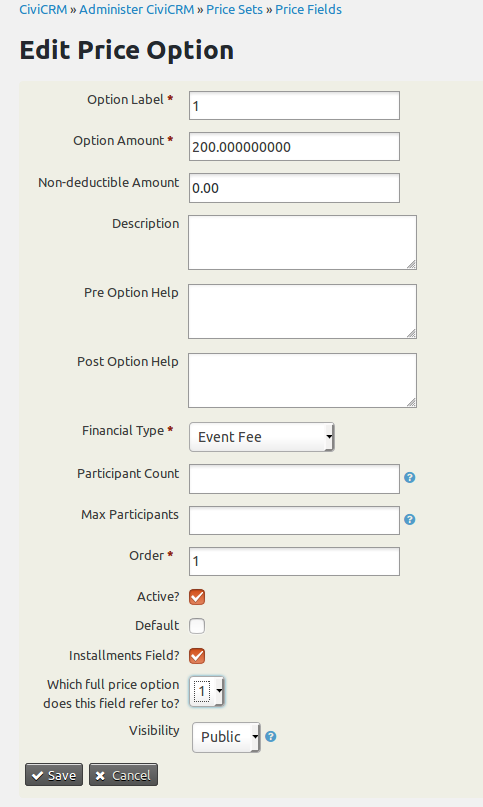 CiviCRM » Administer CiviCRM » Price Sets » Price Fields
Edit Price Option
Option Label * 1
Option Amount * 200.000000000
Non-deductible Amount 0.00
Description
Pre Option Help
Post Option Help
Financial Type * Event Fee
Participant Count ?
Max Participants ?
Order * 1
Active?
Default
Installments Field?
Which full price option
does this field refer to? 1
Visibility Public ?
Save Cancel